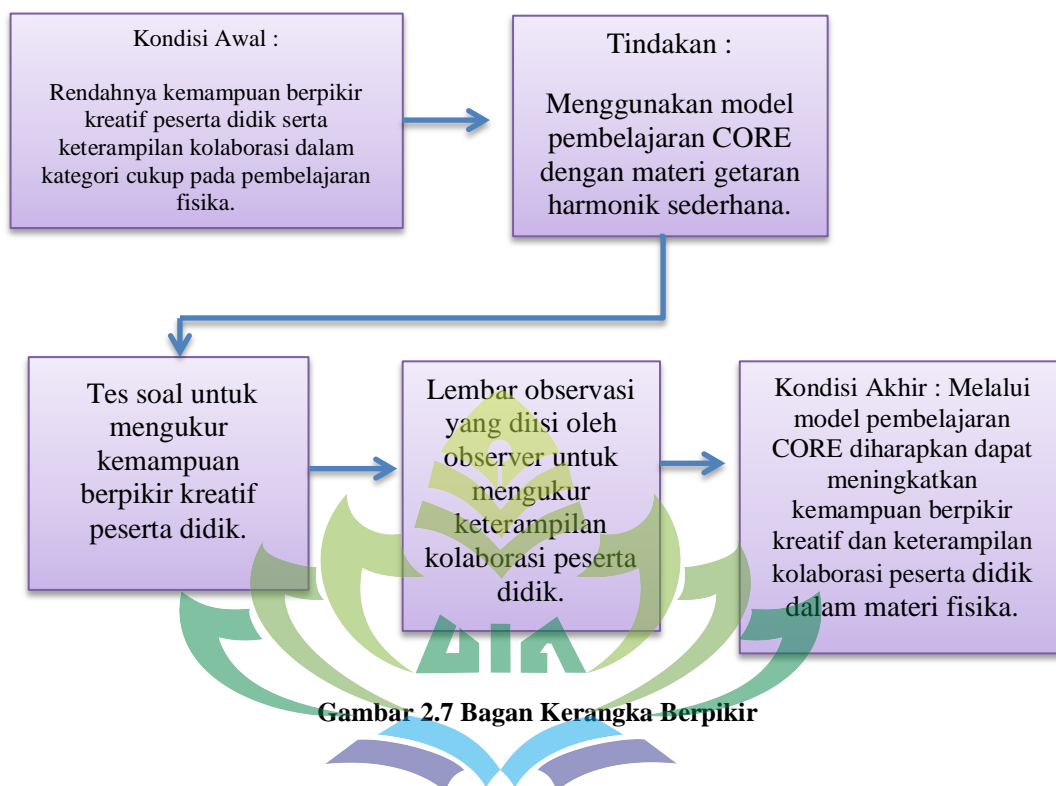 Kondisi Awal :
Rendahnya kemampuan berpikir
kreatif peserta didik serta
keterampilan kolaborasi dalam
kategori cukup pada pembelajaran
fisika.
Tindakan :
Menggunakan model
pembelajaran CORE
dengan materi getaran
harmonik sederhana.
Tes soal untuk
mengukur
kemampuan
berpikir kreatif
peserta didik.
Lembar observasi
yang diisi oleh
observer untuk
mengukur
keterampilan
kolaborasi peserta
didik.
Kondisi Akhir : Melalui
model pembelajaran
CORE diharapkan dapat
meningkatkan
kemampuan berpikir
kreatif dan keterampilan
kolaborasi peserta didik
dalam materi fisika.
Gambar 2.7 Bagan Kerangka Berpikir